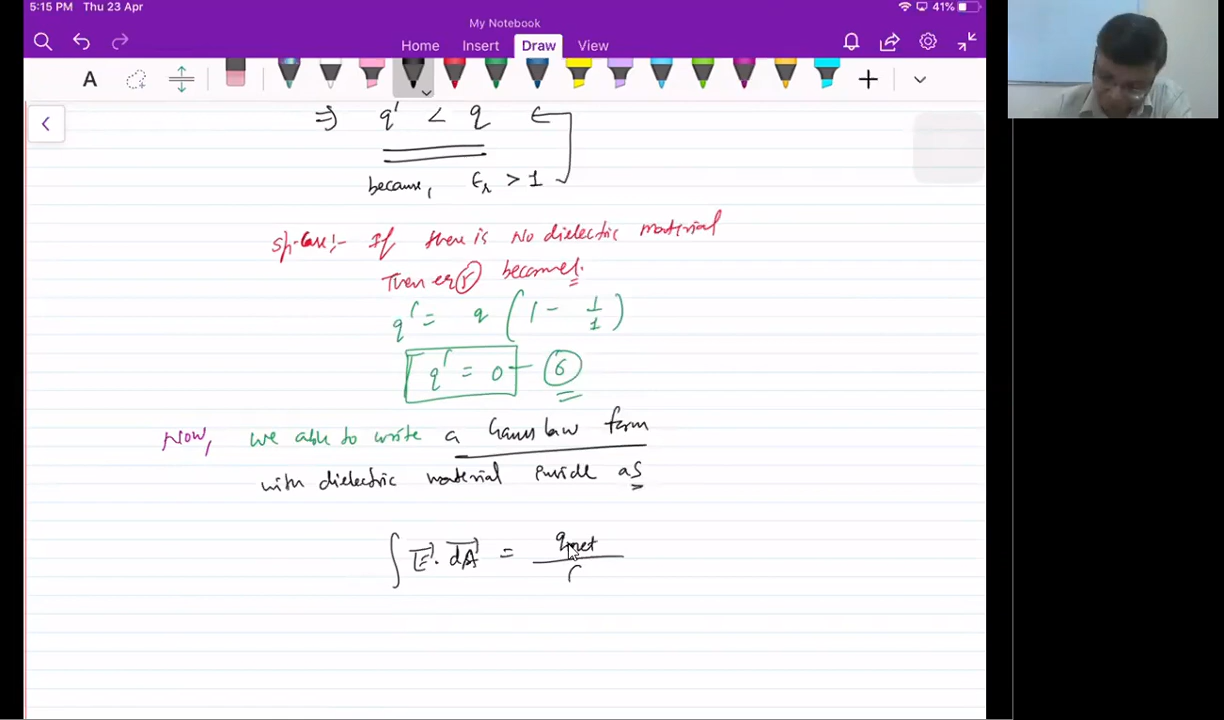 5:15 PM Thu 23 Apr
41%
My Notebook
Home Insert Draw View
A
⇒ q' < q ←
because, ϵr > 1
Sp. Case:- If there is No dielectric material
Then er(r) becomes 1.
q' = q (1 - 1/1)
q' = 0 - 6
Now, we able to write a Gauss law form
with dielectric material inside as
∫ E⃗ . dA⃗ = qnet / (